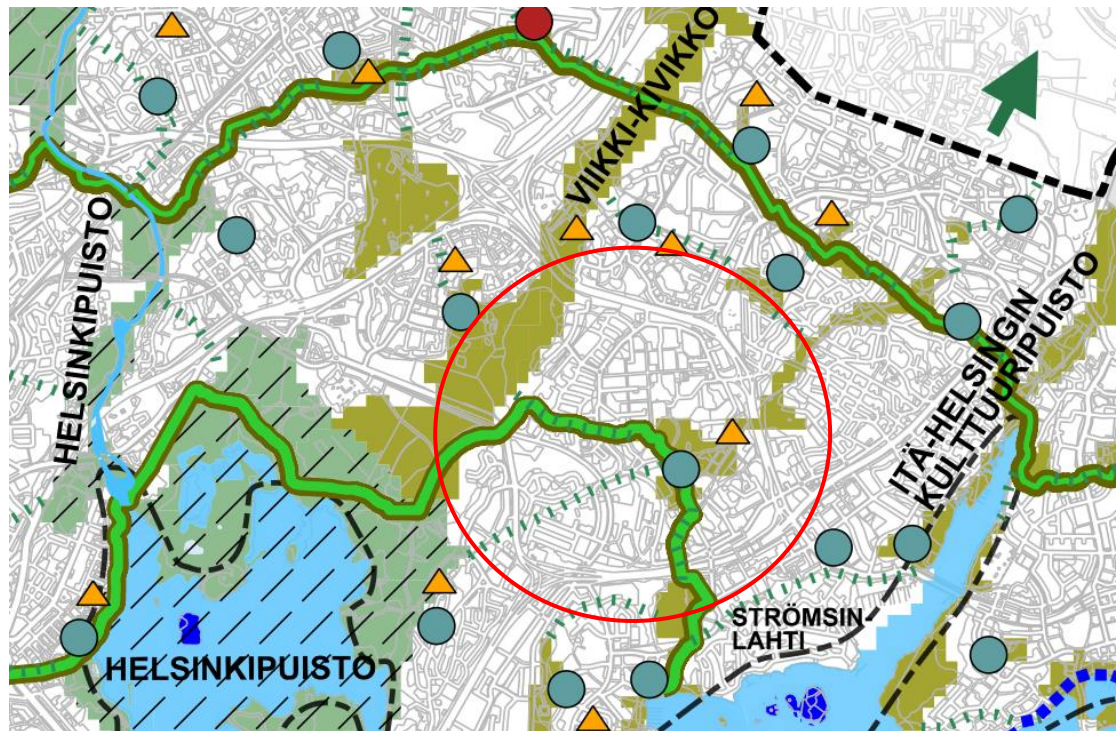 VIIKKI-KIVIKKO
HELSINKIPUISTO
ITÄ-HELSINGIN
KULTTUURIPUISTO
STRÖMSIN
LAHTI
HELSINKIPUISTO